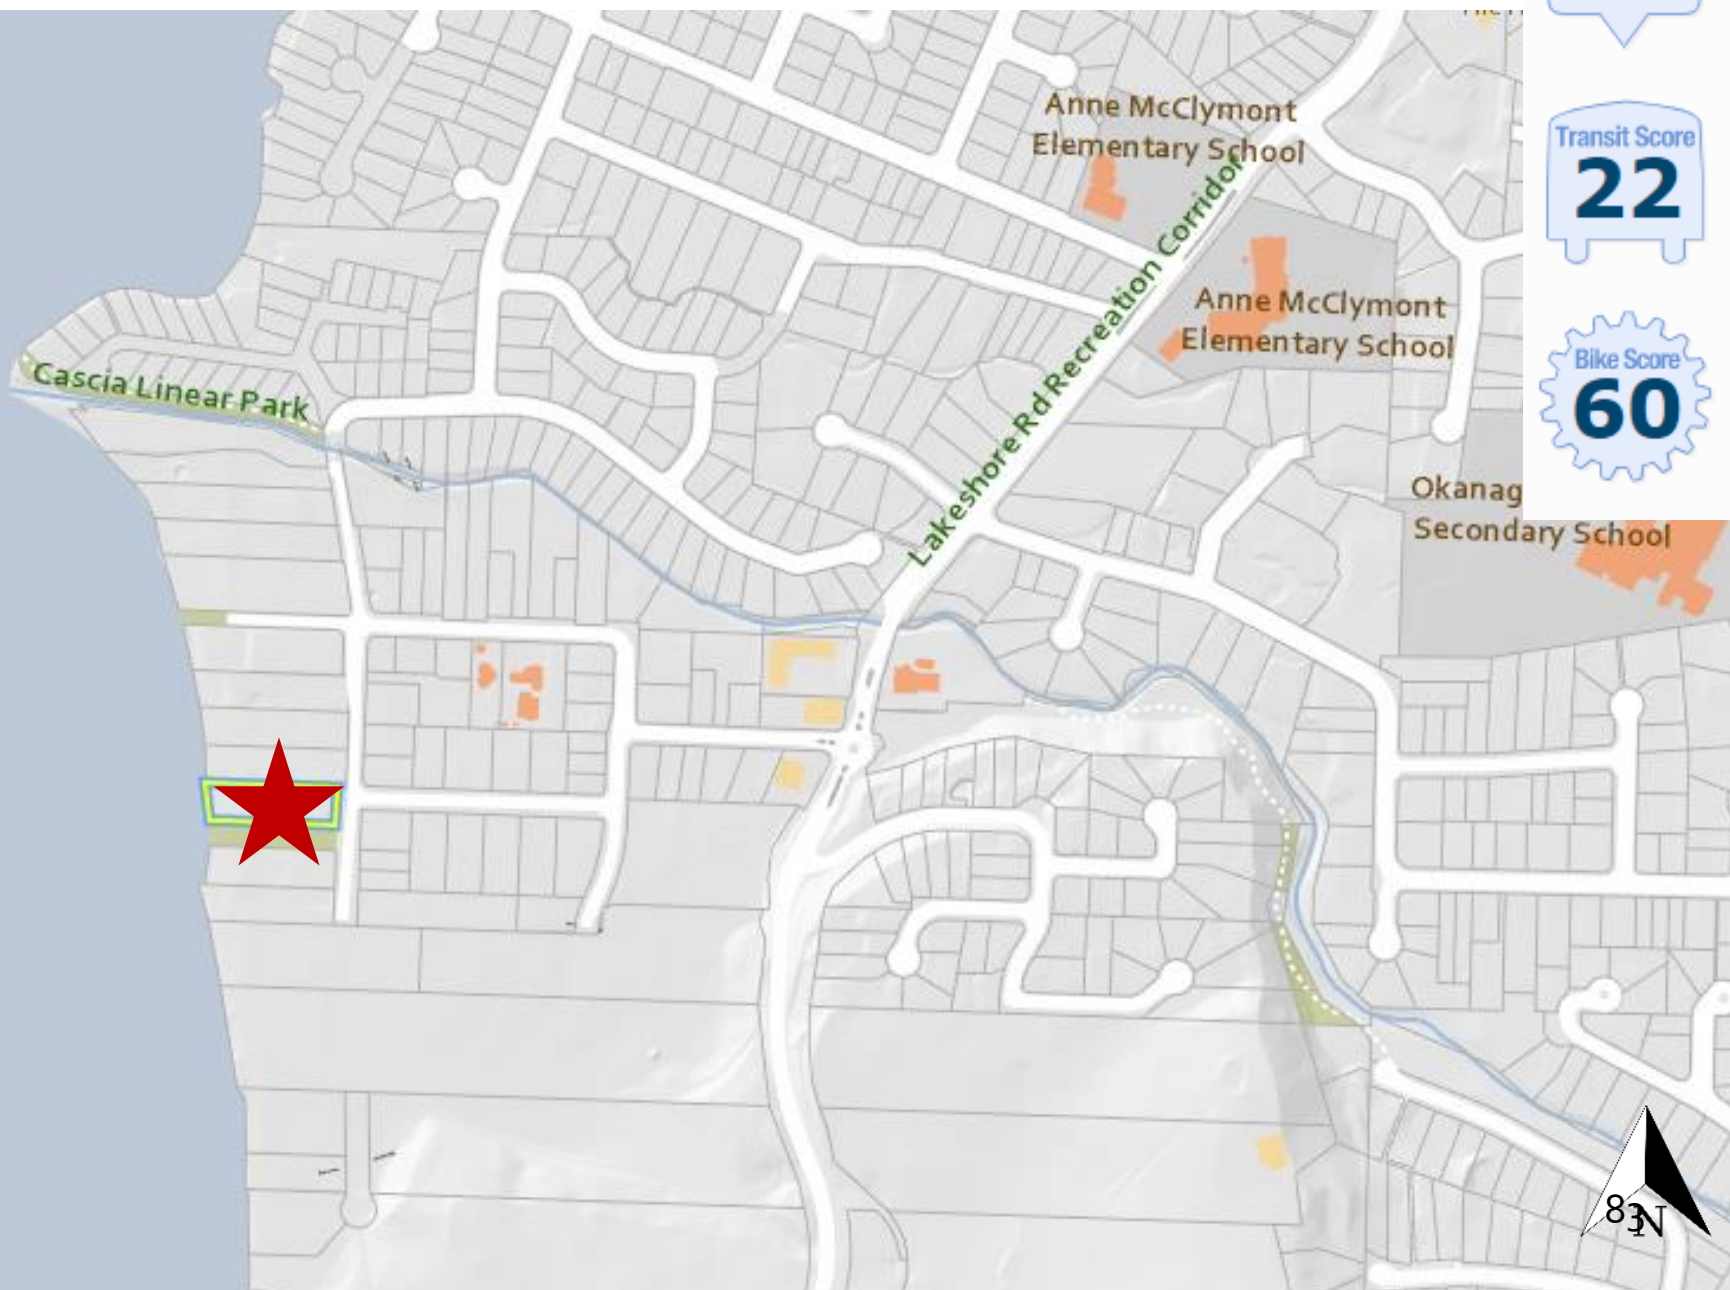 Anne McClymont
Elementary School
Transit Score
22
Lakeshore Rd Recreation Corridor
Anne McClymont
Elementary School
Bike Score
60
Cascia Linear Park
Okanag
Secondary School
83
N